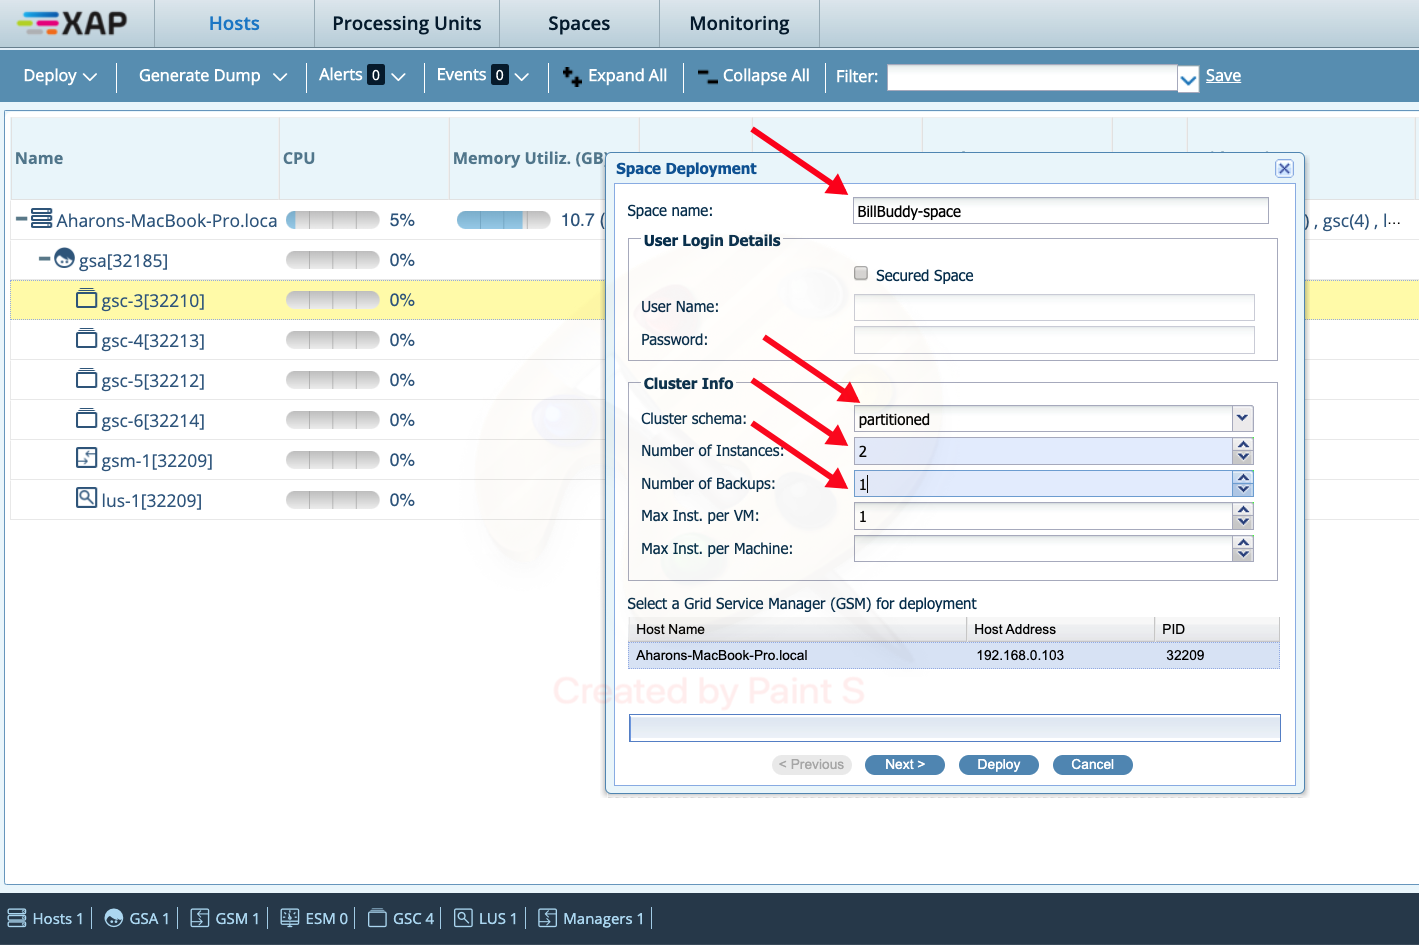 XAP Hosts Processing Units Spaces Monitoring
Deploy Generate Dump Alerts 0 Events 0 Expand All Collapse All Filter: Save
Name CPU Memory Utiliz. (GB)
Aharons-MacBook-Pro.loca 5% 10.7 ( ) , gsc(4) , l...
gsa[32185] 0%
gsc-3[32210] 0%
gsc-4[32213] 0%
gsc-5[32212] 0%
gsc-6[32214] 0%
gsm-1[32209] 0%
lus-1[32209] 0%
Space Deployment
Space name: BillBuddy-space
User Login Details
Secured Space
User Name:
Password:
Cluster Info
Cluster schema: partitioned
Number of Instances: 2
Number of Backups: 1
Max Inst. per VM: 1
Max Inst. per Machine:
Select a Grid Service Manager (GSM) for deployment
Host Name Host Address PID
Aharons-MacBook-Pro.local 192.168.0.103 32209
Created by Paint S
< Previous Next > Deploy Cancel
Hosts 1 GSA 1 GSM 1 ESM 0 GSC 4 LUS 1 Managers 1